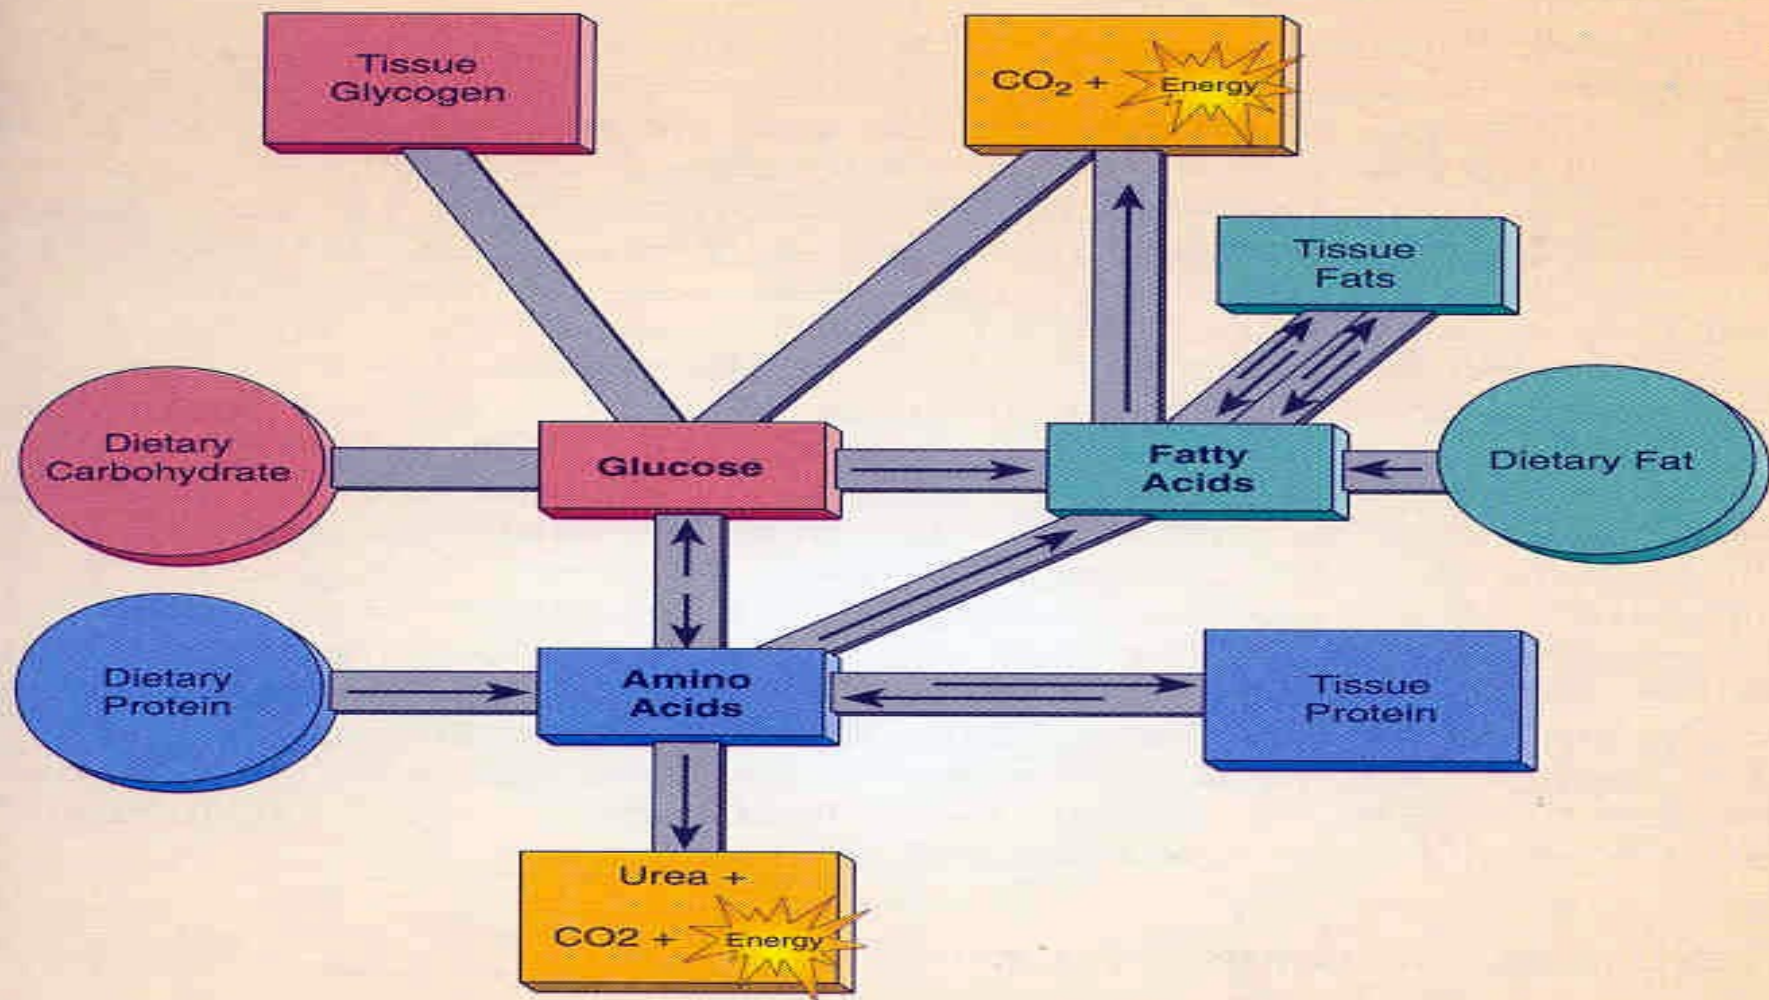 Tissue
Glycogen
CO₂ + Energy
Tissue
Fats
Dietary
Carbohydrate
Glucose
Fatty
Acids
Dietary Fat
Dietary
Protein
Amino
Acids
Tissue
Protein
Urea +
CO2 + Energy